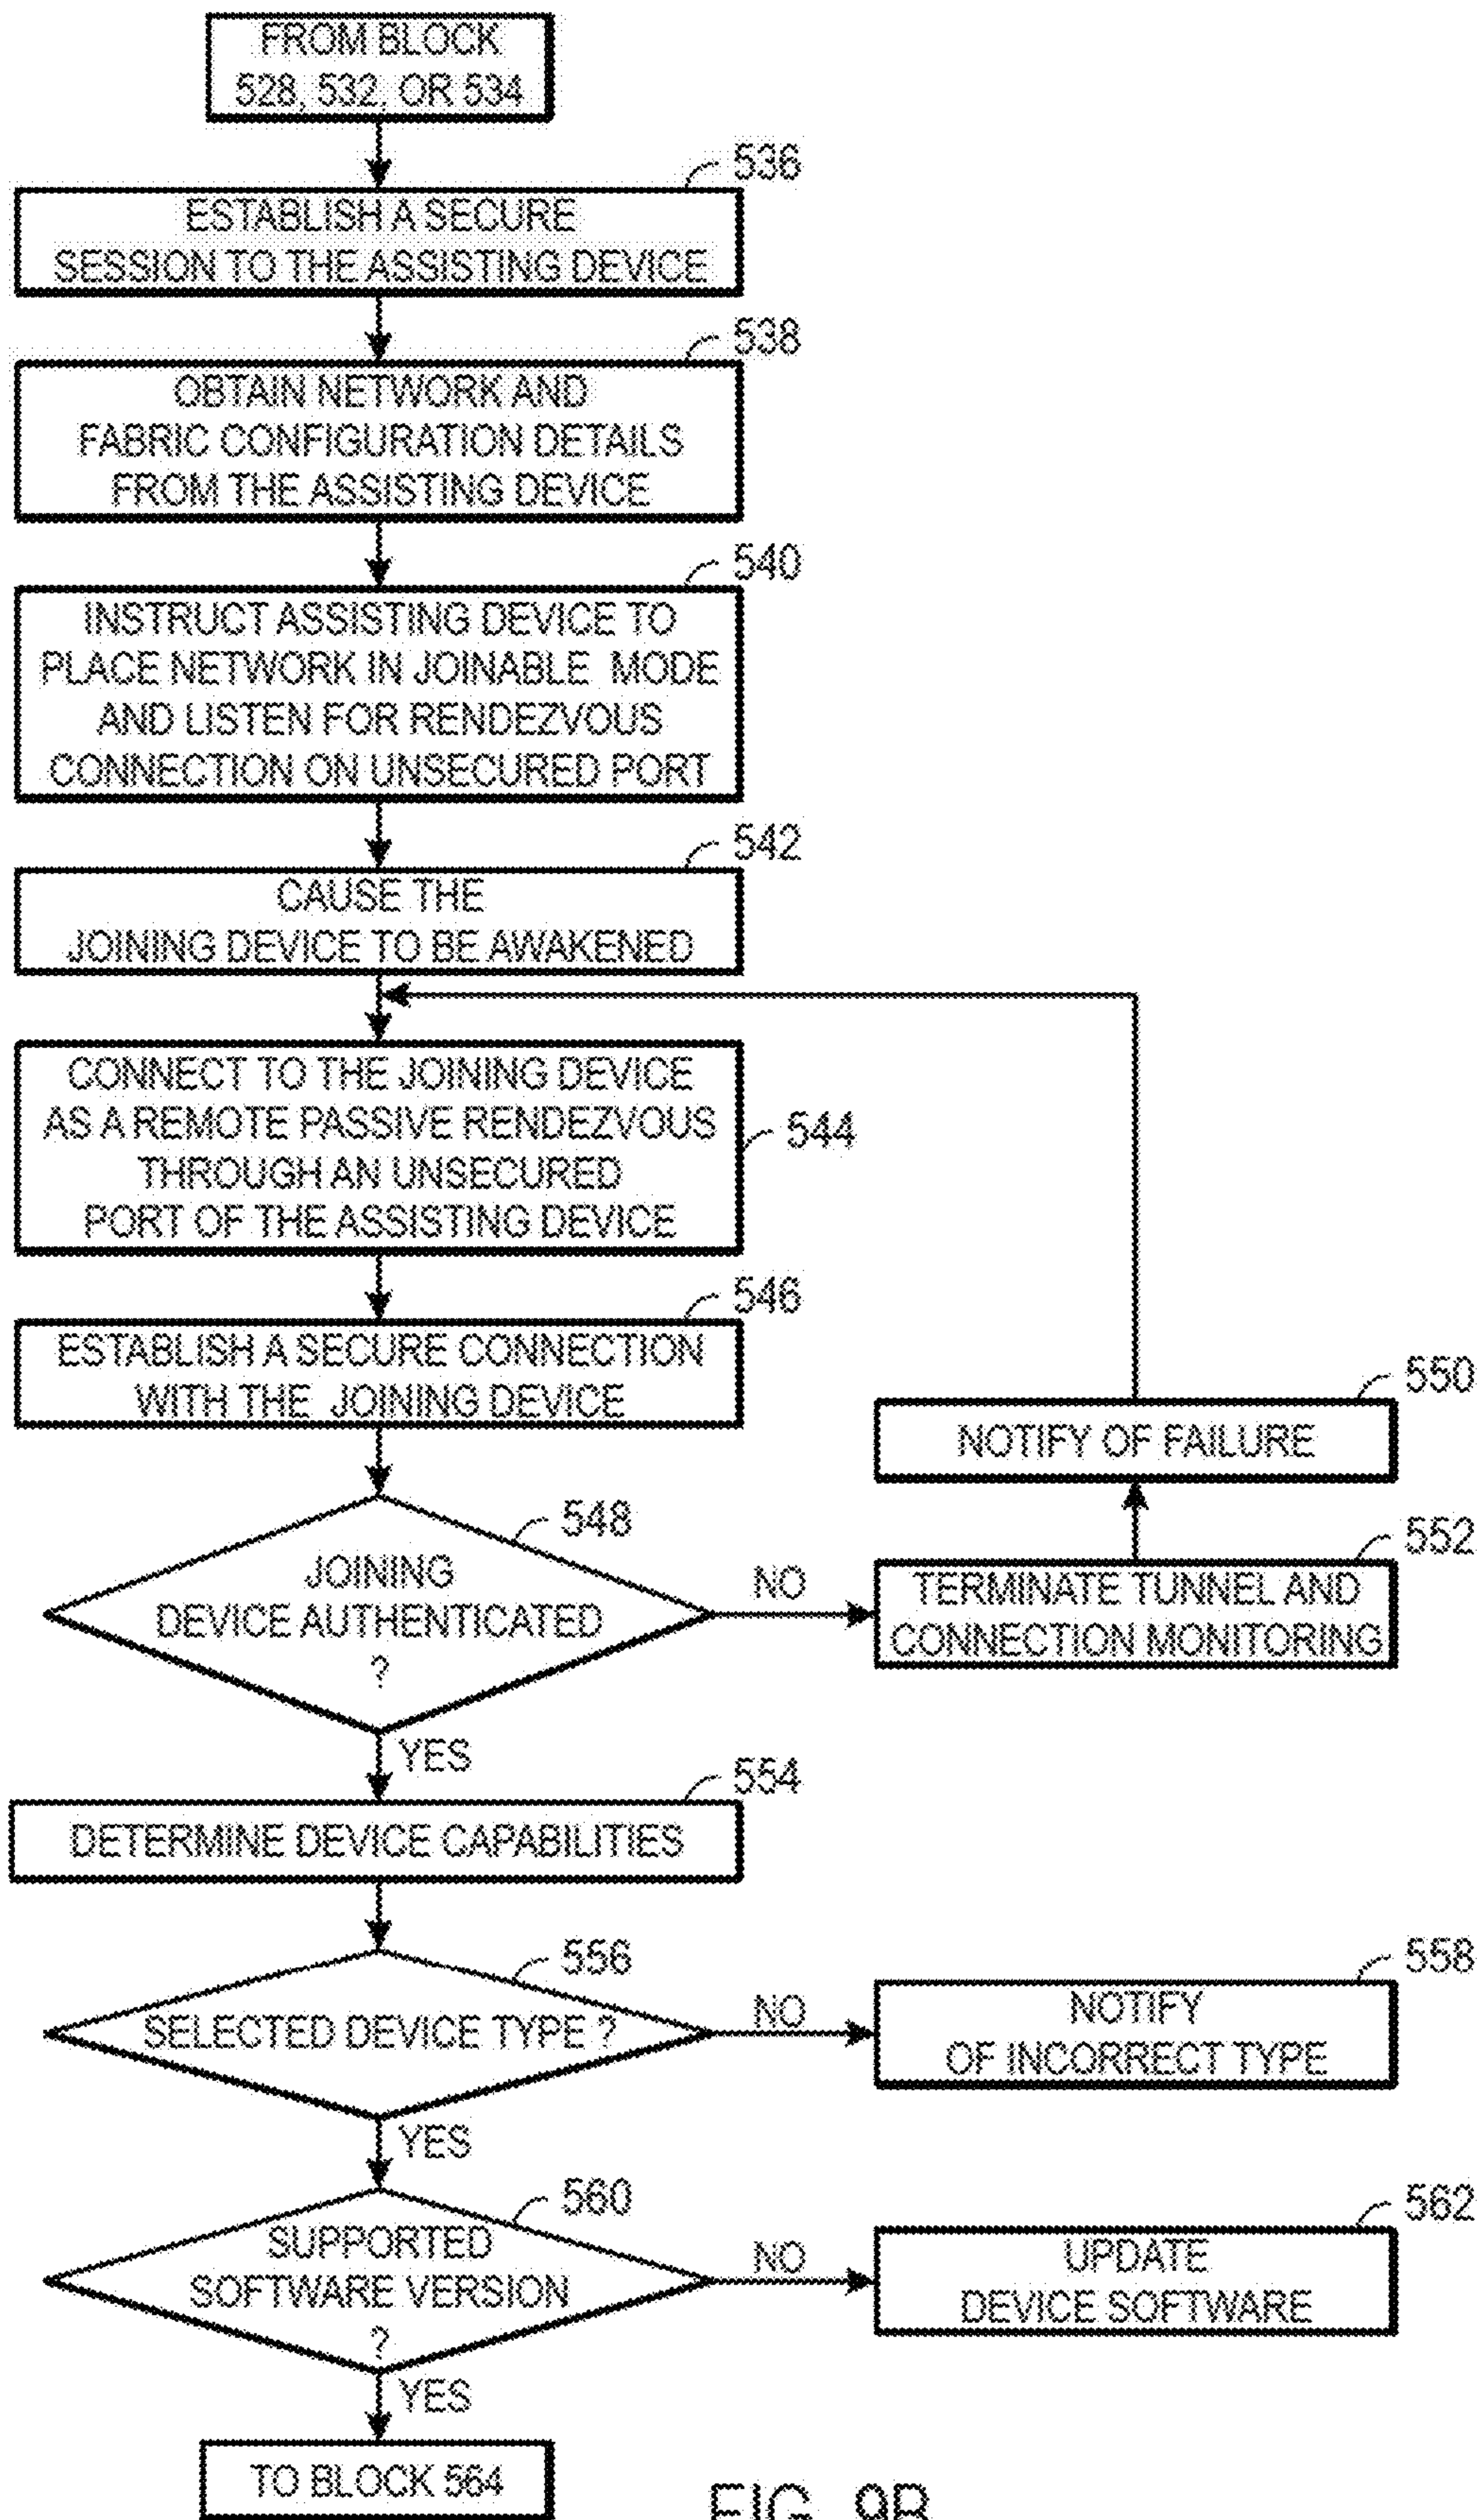 FROM BLOCK
528, 532, OR 534
536
ESTABLISH A SECURE
SESSION TO THE ASSISTING DEVICE
538
OBTAIN NETWORK AND
FABRIC CONFIGURATION DETAILS
FROM THE ASSISTING DEVICE
540
INSTRUCT ASSISTING DEVICE TO
PLACE NETWORK IN JOINABLE MODE
AND LISTEN FOR RENDEZVOUS
CONNECTION ON UNSECURED PORT
542
CAUSE THE
JOINING DEVICE TO BE AWAKENED
CONNECT TO THE JOINING DEVICE
AS A REMOTE PASSIVE RENDEZVOUS
THROUGH AN UNSECURED
PORT OF THE ASSISTING DEVICE
544
546
ESTABLISH A SECURE CONNECTION
WITH THE JOINING DEVICE
550
NOTIFY OF FAILURE
548
JOINING
DEVICE AUTHENTICATED
?
NO
552
TERMINATE TUNNEL AND
CONNECTION MONITORING
YES
554
DETERMINE DEVICE CAPABILITIES
556
SELECTED DEVICE TYPE ?
NO
558
NOTIFY
OF INCORRECT TYPE
YES
560
SUPPORTED
SOFTWARE VERSION
?
NO
562
UPDATE
DEVICE SOFTWARE
YES
TO BLOCK 564
FIG. 9B